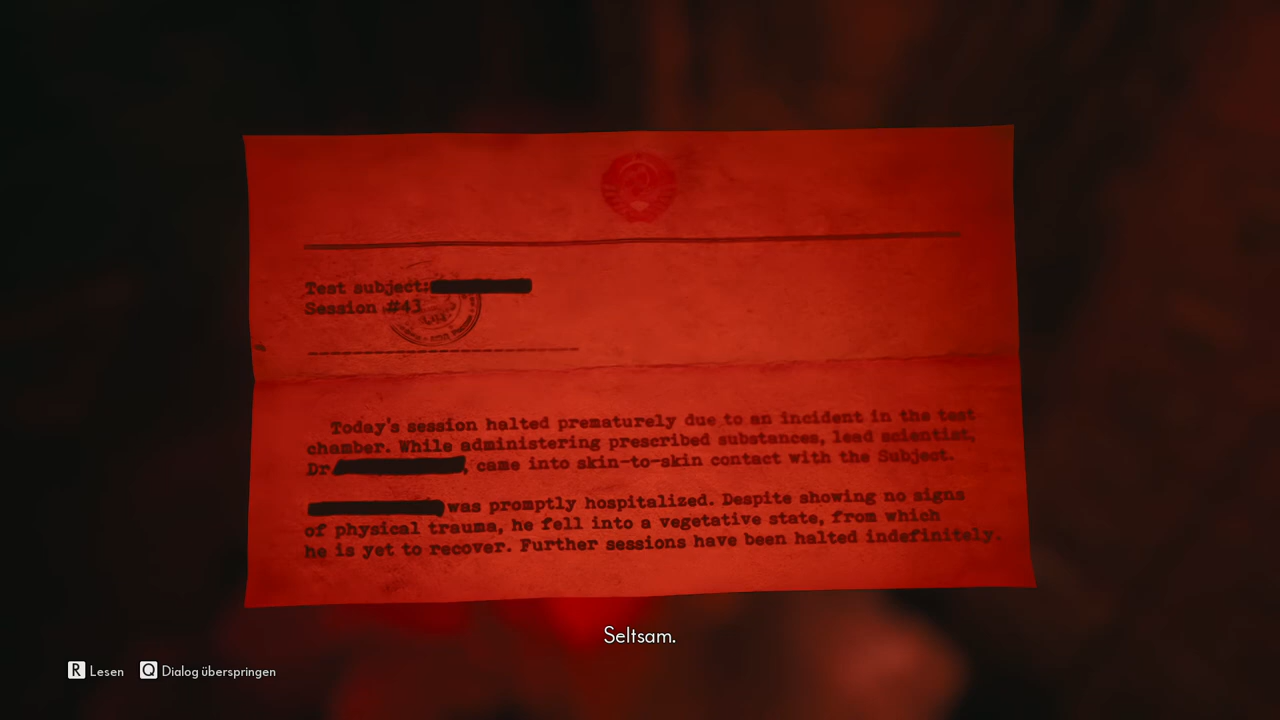 Test subject:
Session #43
Today's session halted prematurely due to an incident in the test
chamber. While administering prescribed substances, lead scientist,
Dr , came into skin-to-skin contact with the Subject.
was promptly hospitalized. Despite showing no signs
of physical trauma, he fell into a vegetative state, from which
he is yet to recover. Further sessions have been halted indefinitely.
Seltsam.
R Lesen Q Dialog überspringen